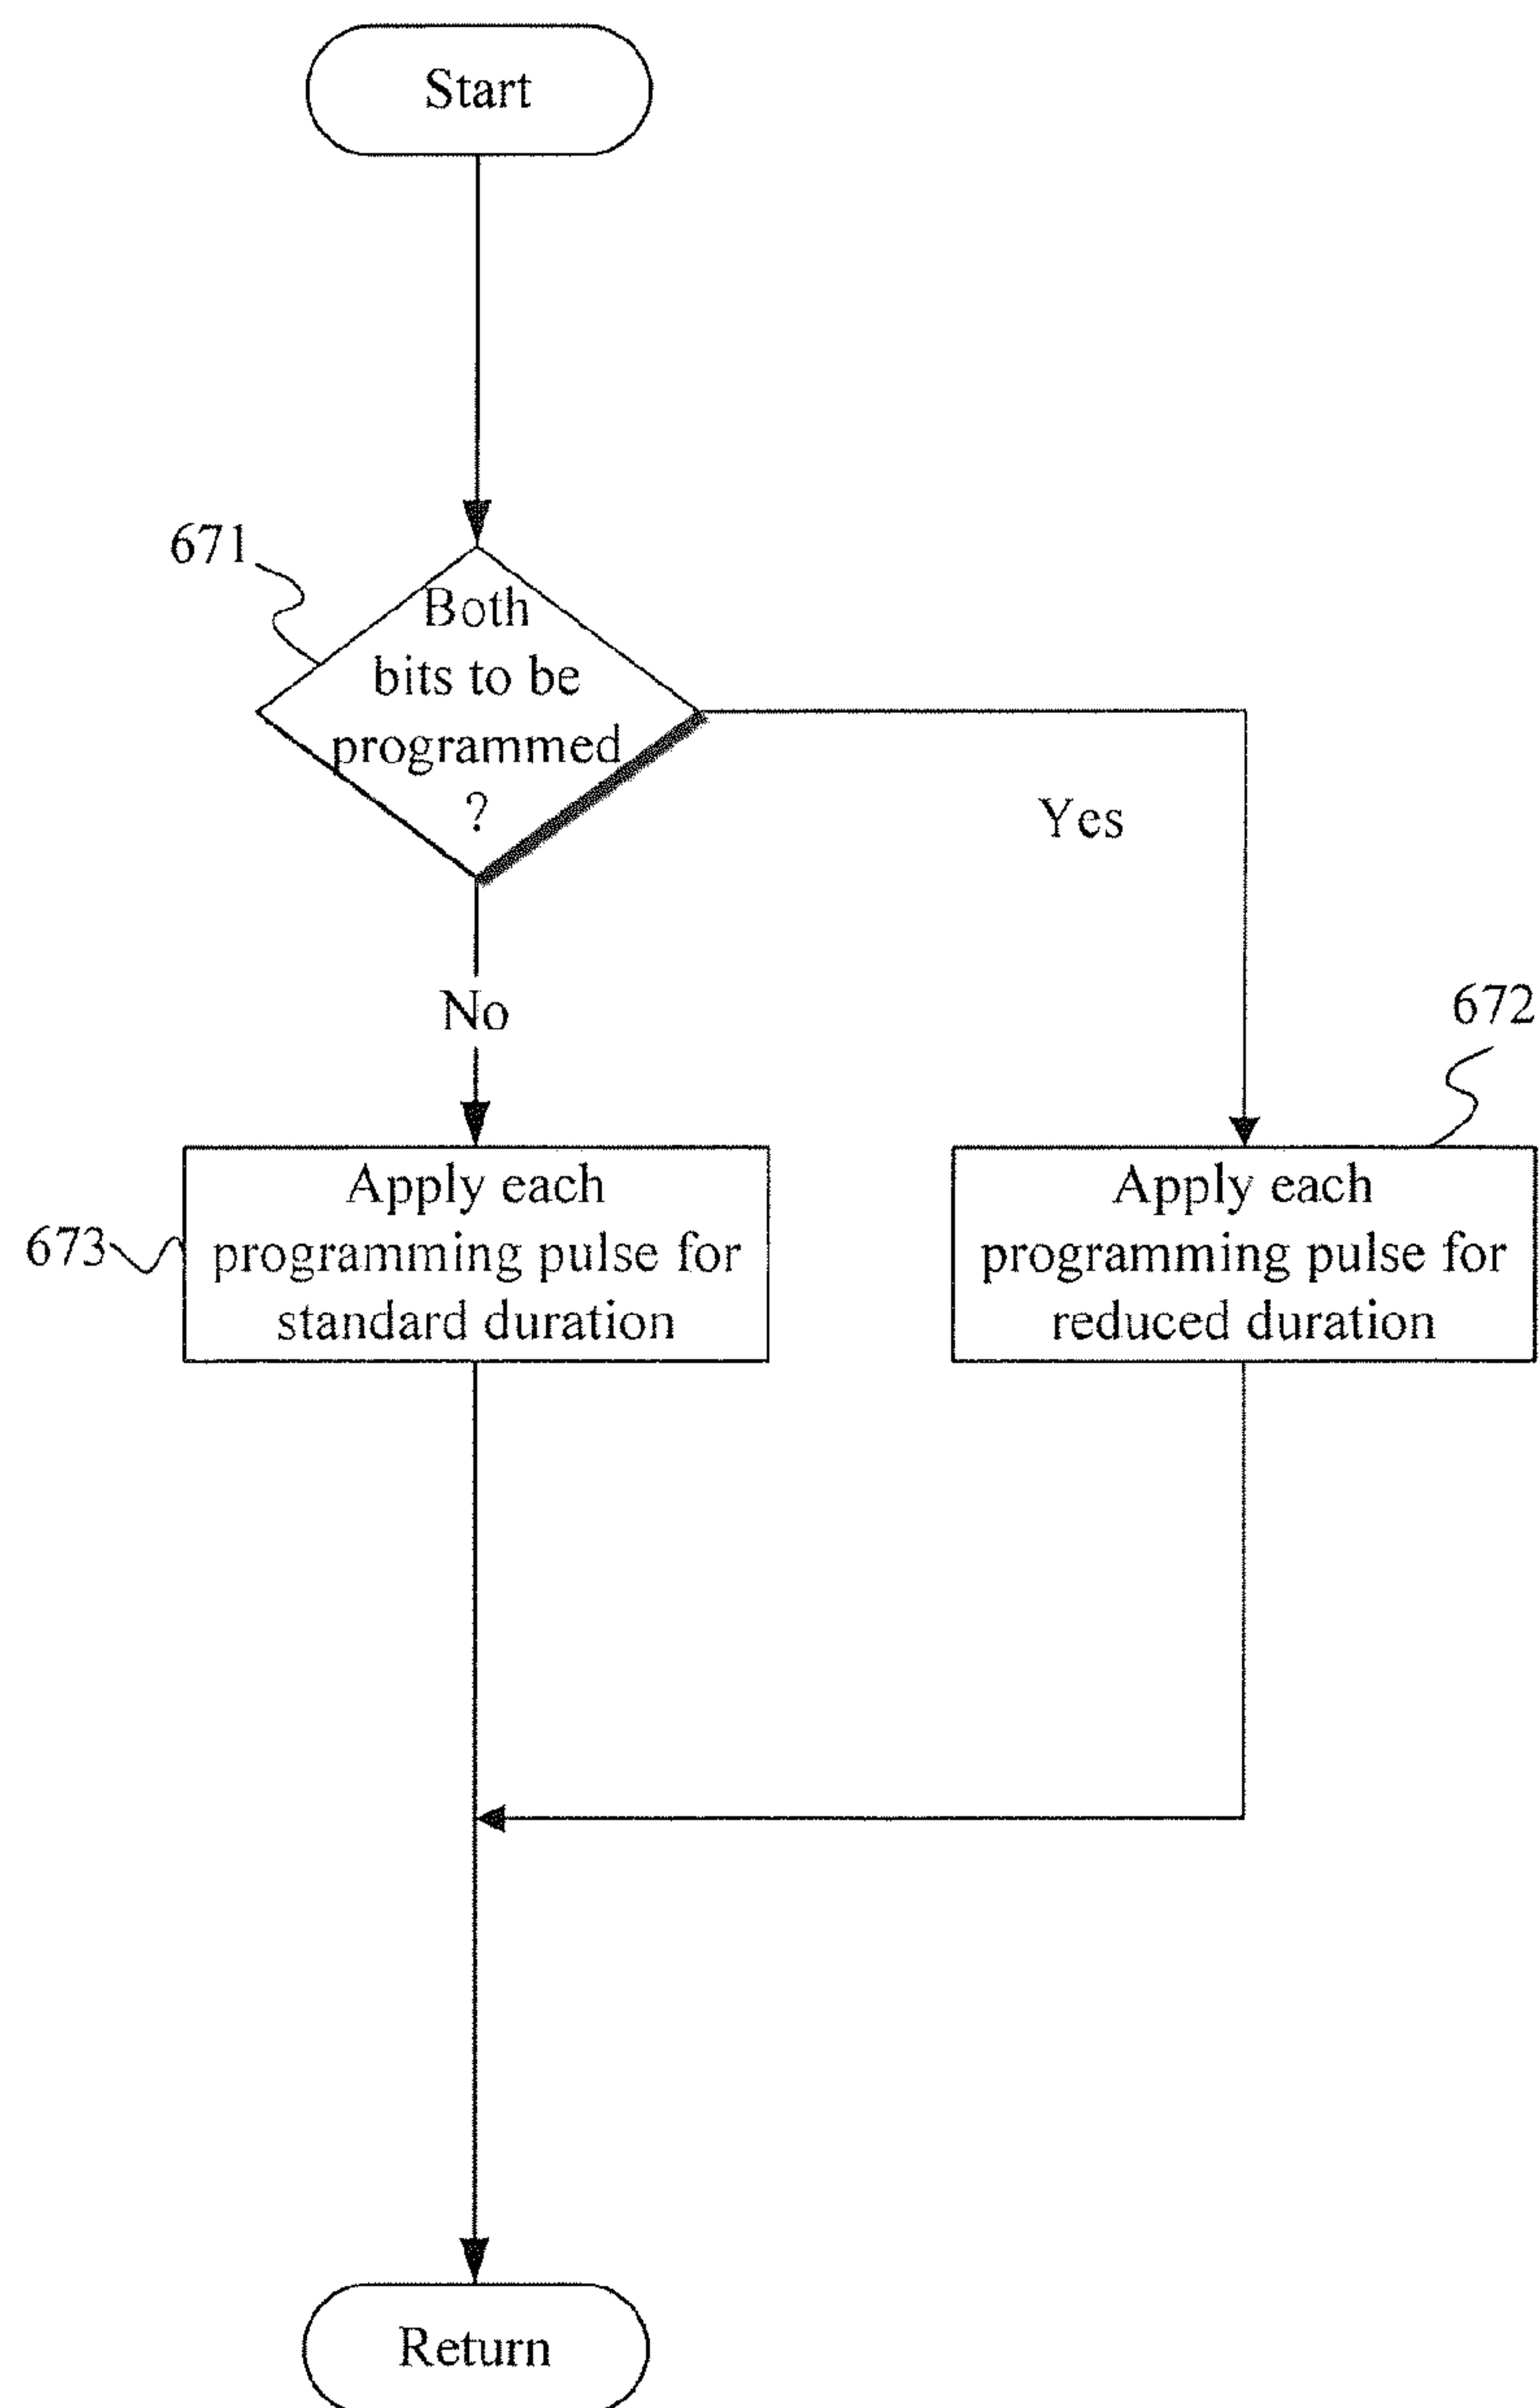 Start
671
Both
bits to be
programmed
?
Yes
No
672
673
Apply each
programming pulse for
standard duration
Apply each
programming pulse for
reduced duration
Return